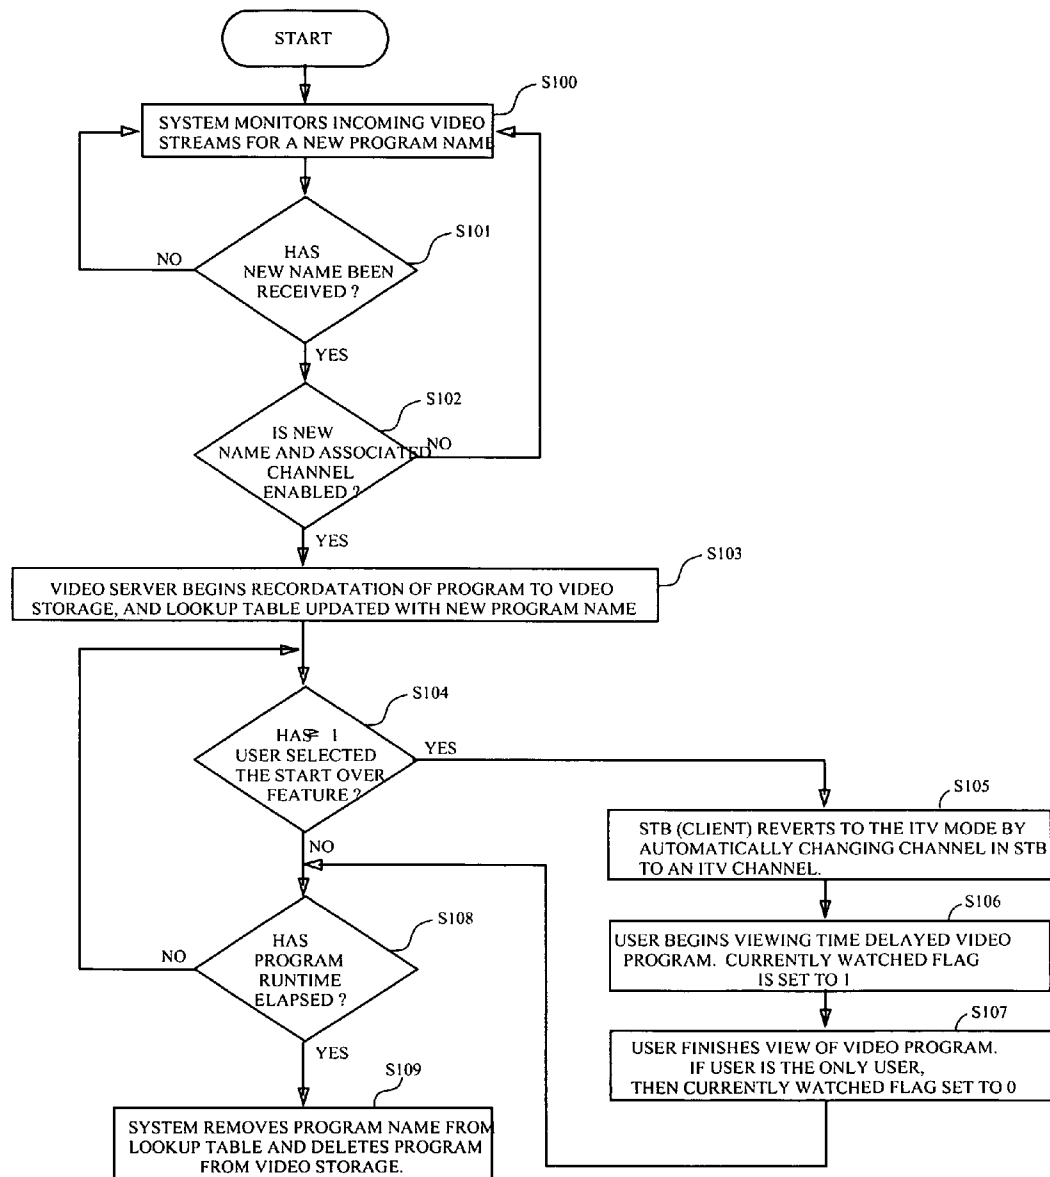 START
S100
SYSTEM MONITORS INCOMING VIDEO
STREAMS FOR A NEW PROGRAM NAME
S101
HAS
NEW NAME BEEN
RECEIVED ?
NO
YES
S102
IS NEW
NAME AND ASSOCIATED
CHANNEL
ENABLED ?
NO
YES
S103
VIDEO SERVER BEGINS RECORDATATION OF PROGRAM TO VIDEO
STORAGE, AND LOOKUP TABLE UPDATED WITH NEW PROGRAM NAME
S104
HAS ≥ 1
USER SELECTED
THE START OVER
FEATURE ?
YES
NO
S105
STB (CLIENT) REVERTS TO THE ITV MODE BY
AUTOMATICALLY CHANGING CHANNEL IN STB
TO AN ITV CHANNEL.
S106
USER BEGINS VIEWING TIME DELAYED VIDEO
PROGRAM. CURRENTLY WATCHED FLAG
IS SET TO 1
S107
USER FINISHES VIEW OF VIDEO PROGRAM.
IF USER IS THE ONLY USER,
THEN CURRENTLY WATCHED FLAG SET TO 0
S108
HAS
PROGRAM
RUNTIME
ELAPSED ?
NO
YES
S109
SYSTEM REMOVES PROGRAM NAME FROM
LOOKUP TABLE AND DELETES PROGRAM
FROM VIDEO STORAGE.